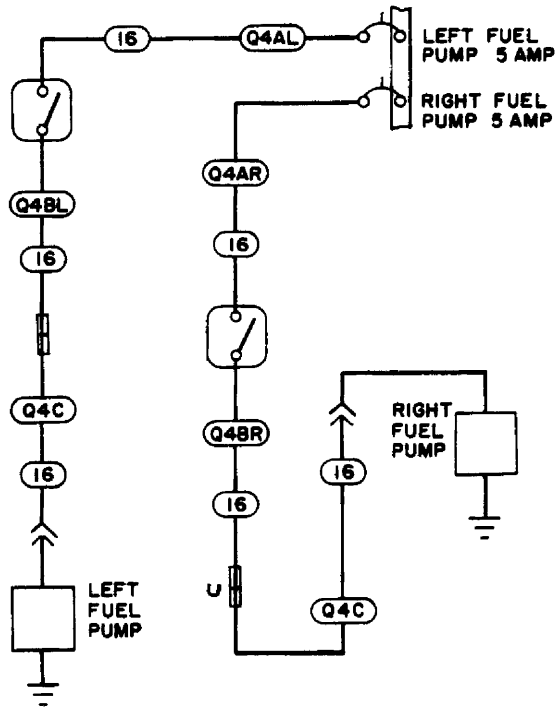 16
Q4AL
LEFT FUEL
PUMP 5 AMP
RIGHT FUEL
PUMP 5 AMP
Q4AR
Q4BL
16
16
Q4C
RIGHT
FUEL
PUMP
Q4BR
16
16
16
U
Q4C
LEFT
FUEL
PUMP